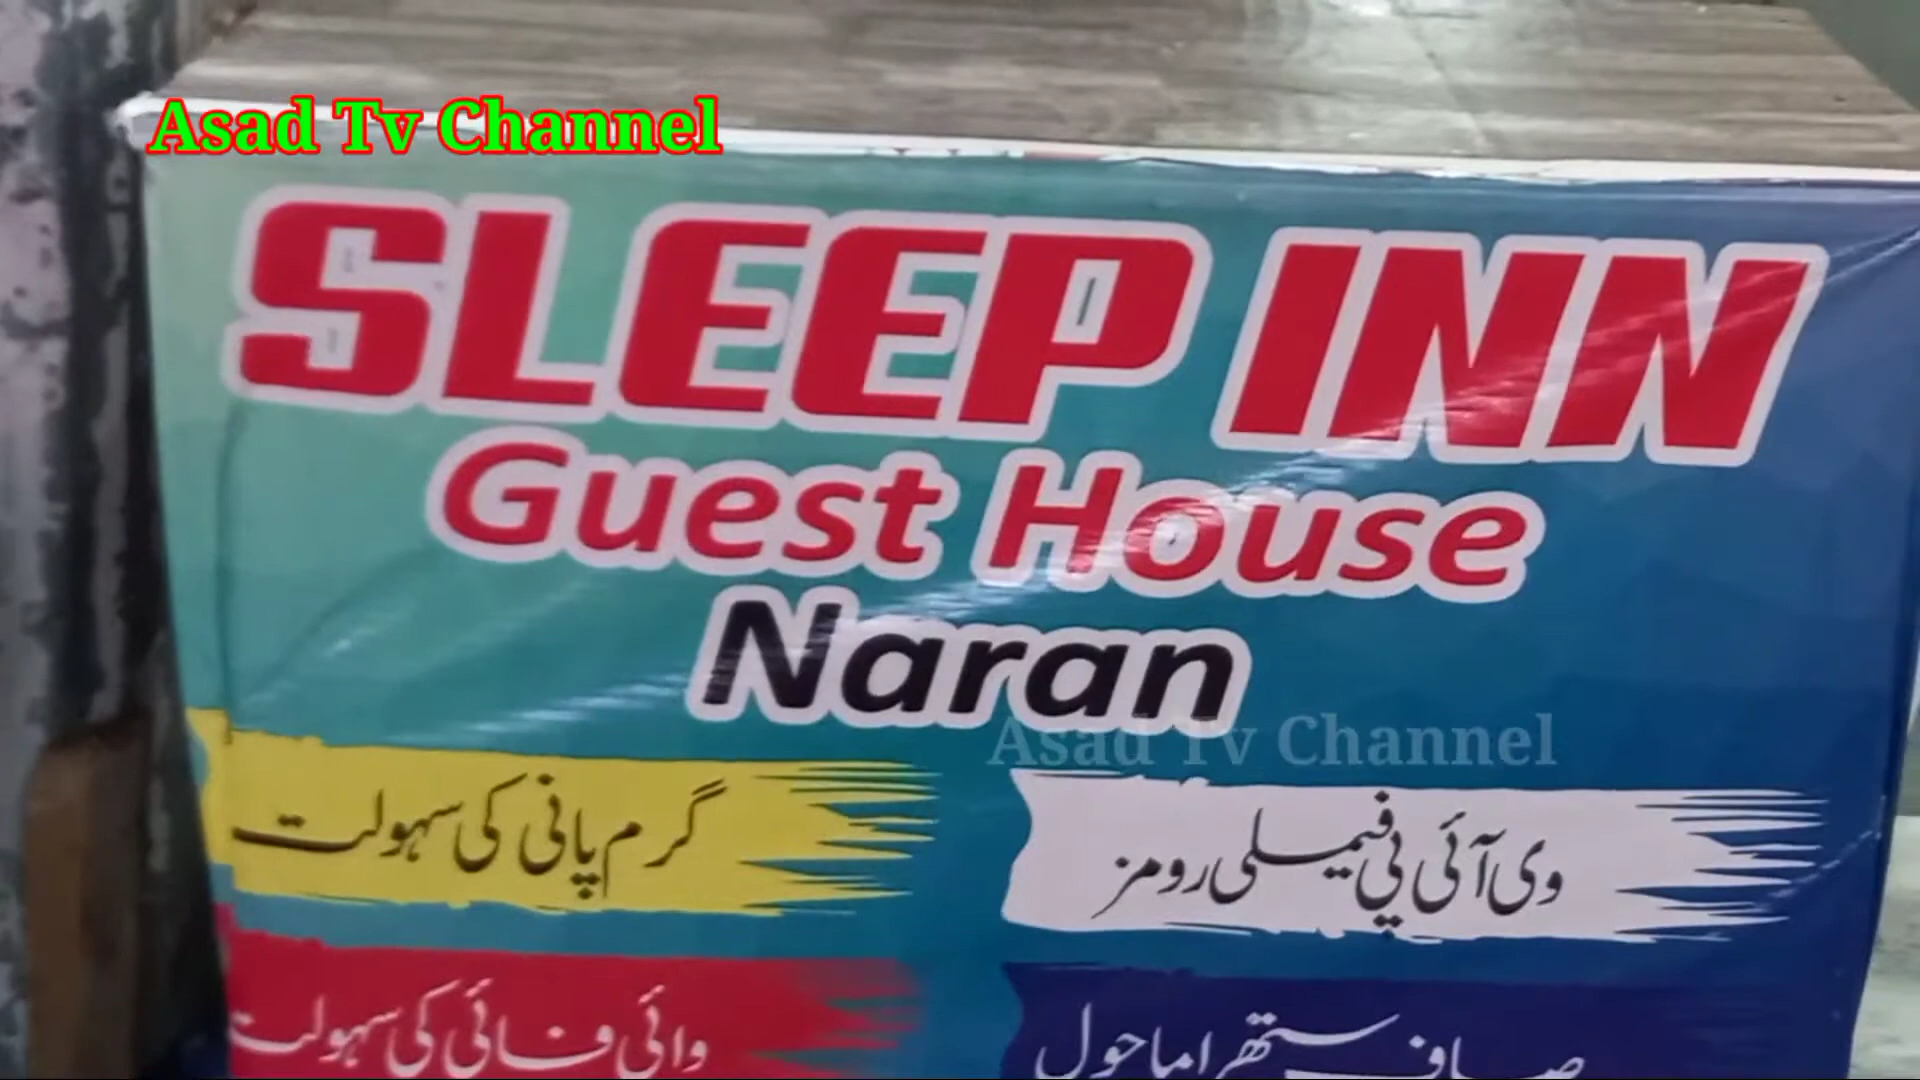 Asad Tv Channel
SLEEP INN
Guest House
Naran
Asad Tv Channel
وی آئی پی فیملی رومز
گرم پانی کی سہولت
صاف ستھرا ماحول
وائی فائی کی سہولت